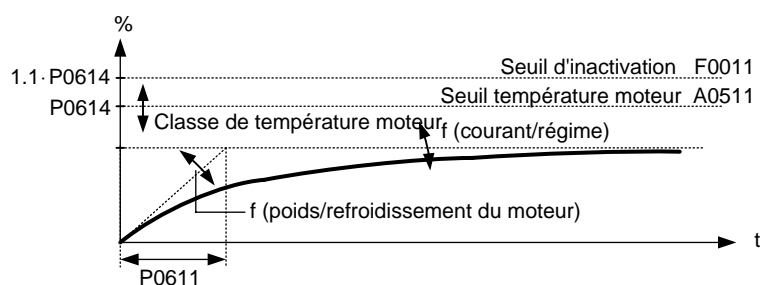 %
Seuil d'inactivation F0011
1.1· P0614
Seuil température moteur A0511
P0614
Classe de température moteur
f (courant/régime)
f (poids/refroidissement du moteur)
t
P0611